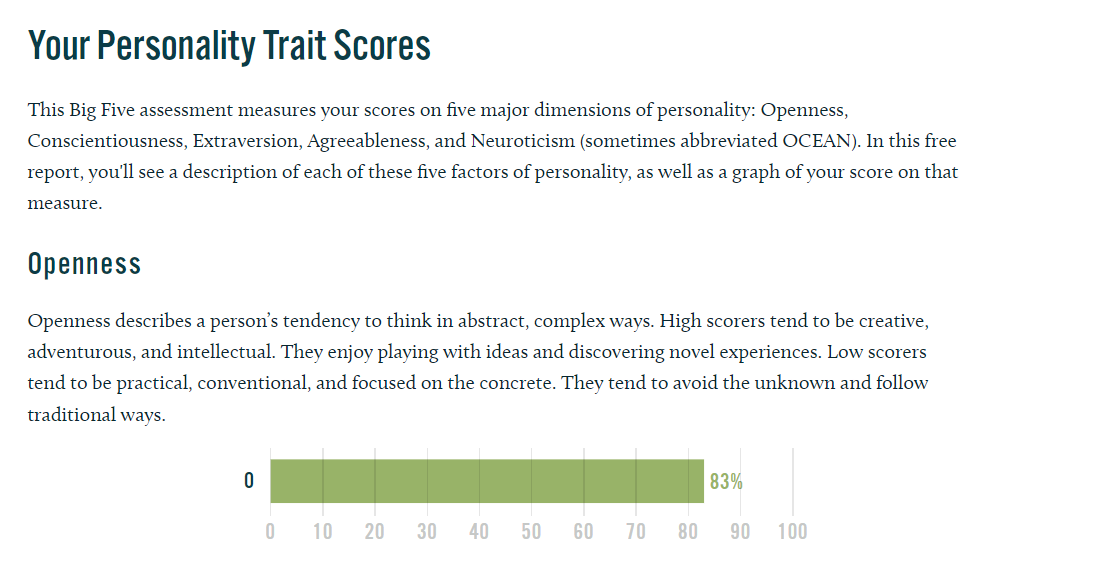 Your Personality Trait Scores
This Big Five assessment measures your scores on five major dimensions of personality: Openness,
Conscientiousness, Extraversion, Agreeableness, and Neuroticism (sometimes abbreviated OCEAN). In this free
report, you'll see a description of each of these five factors of personality, as well as a graph of your score on that
measure.
Openness
Openness describes a person’s tendency to think in abstract, complex ways. High scorers tend to be creative,
adventurous, and intellectual. They enjoy playing with ideas and discovering novel experiences. Low scorers
tend to be practical, conventional, and focused on the concrete. They tend to avoid the unknown and follow
traditional ways.
O 83%
0 10 20 30 40 50 60 70 80 90 100